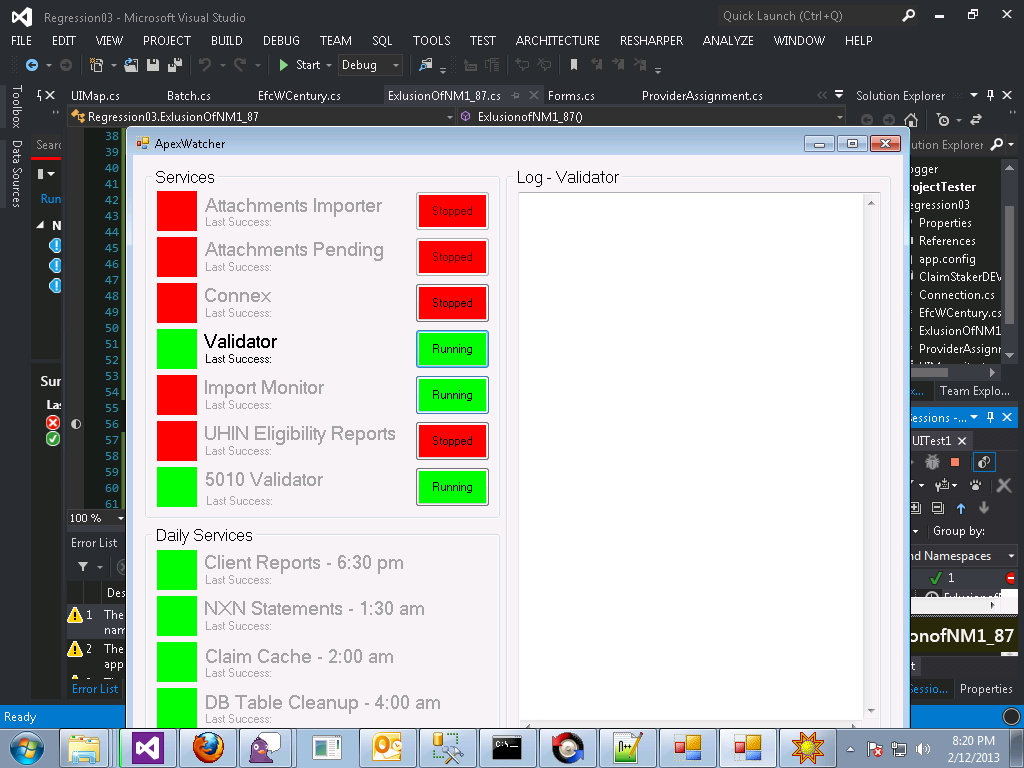 Regression03 - Microsoft Visual Studio
Quick Launch (Ctrl+Q)
FILE EDIT VIEW PROJECT BUILD DEBUG TEAM SQL TOOLS TEST ARCHITECTURE RESHARPER ANALYZE WINDOW HELP
Start Debug
Toolbox
Data Sources
UIMap.cs Batch.cs EfcWCentury.cs ExlusionOfNM1_87.cs Forms.cs ProviderAssignment.cs
Solution Explorer
Regression03.ExlusionOfNM1_87
ExlusionofNM1_87()
Sear
Run
N
Sur
La
38
39
40
41
42
43
44
45
46
47
48
49
50
51
52
53
54
55
56
57
58
59
60
61
100 %
Error List
Des
1 The
nam
2 The
app
Error List
Ready
ApexWatcher
Services
Attachments Importer
Last Success:
Stopped
Attachments Pending
Last Success:
Stopped
Connex
Last Success:
Stopped
Validator
Last Success:
Running
Import Monitor
Last Success:
Running
UHIN Eligibility Reports
Last Success:
Stopped
5010 Validator
Last Success:
Running
Daily Services
Client Reports - 6:30 pm
Last Success:
NXN Statements - 1:30 am
Last Success:
Claim Cache - 2:00 am
Last Success:
DB Table Cleanup - 4:00 am
Last Success:
Log - Validator
lution Explorer
ogger
rojectTester
egression03
Properties
References
app.config
ClaimStakerDEV
Connection.cs
EfcWCentury.cs
ExlusionOfNM1
ProviderAssignm
x... Team Explo...
essions -...
UITest1
Group by:
nd Namespaces
1
onofNM1_87
t
Sessio... Properties
8:20 PM
2/12/2013